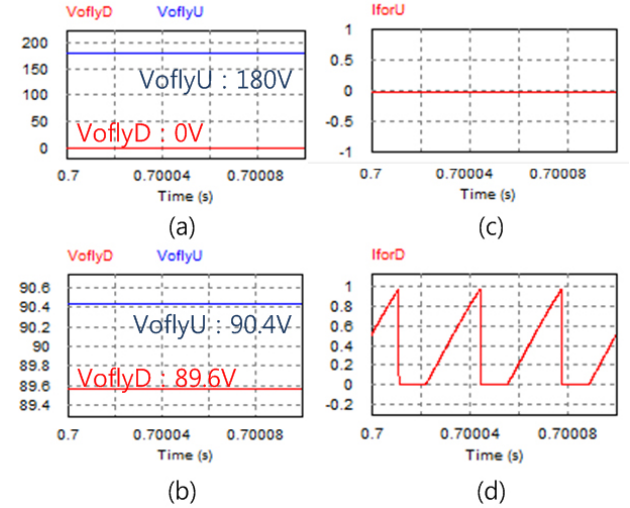 VoflyD VoflyU
200
150
100
50
0
VoflyU : 180V
VoflyD : 0V
0.7 0.70004 0.70008
Time (s)
(a)
IforU
1
0.5
0
-0.5
-1
0.7 0.70004 0.70008
Time (s)
(c)
VoflyD VoflyU
90.6
90.4
90.2
90
89.8
89.6
89.4
VoflyU : 90.4V
VoflyD : 89.6V
0.7 0.70004 0.70008
Time (s)
(b)
IforD
1
0.8
0.6
0.4
0.2
0
-0.2
0.7 0.70004 0.70008
Time (s)
(d)